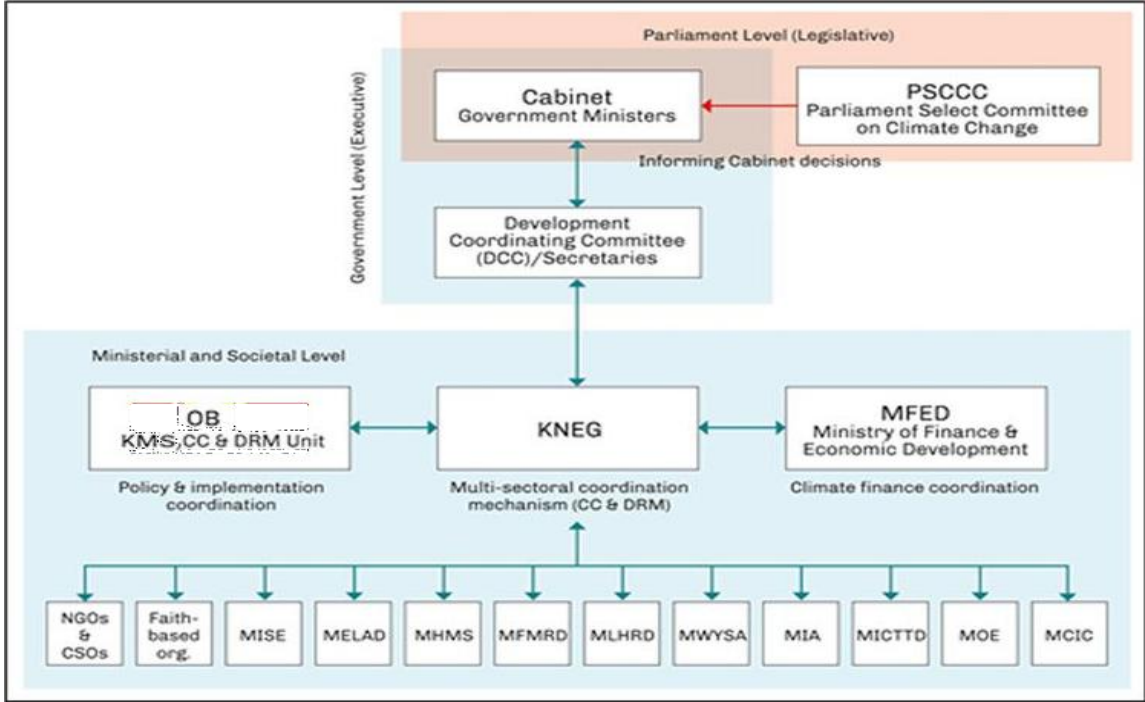 Parliament Level (Legislative)
Government Level (Executive)
Cabinet
Government Ministers
PSCCC
Parliament Select Committee
on Climate Change
Informing Cabinet decisions
Development
Coordinating Committee
(DCC)/Secretaries
Ministerial and Societal Level
OB
KMS,CC & DRM Unit
Policy & implementation
coordination
KNEG
Multi-sectoral coordination
mechanism (CC & DRM)
MFED
Ministry of Finance &
Economic Development
Climate finance coordination
NGOs
&
CSOs
Faith-
based
org.
MISE
MELAD
MHMS
MFMRD
MLHRD
MWYSA
MIA
MICTTD
MOE
MCIC